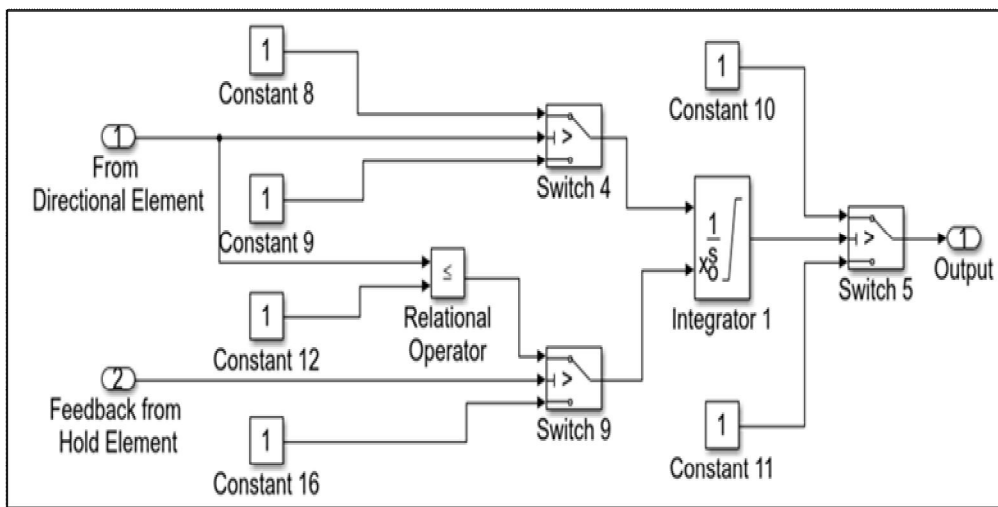 1
Constant 8
1
Constant 10
1
From
Directional Element
>
Switch 4
1
Constant 9
1
s
x
o
Integrator 1
>
Switch 5
1
Output
≤
Relational
Operator
1
Constant 12
2
Feedback from
Hold Element
>
Switch 9
1
Constant 16
1
Constant 11